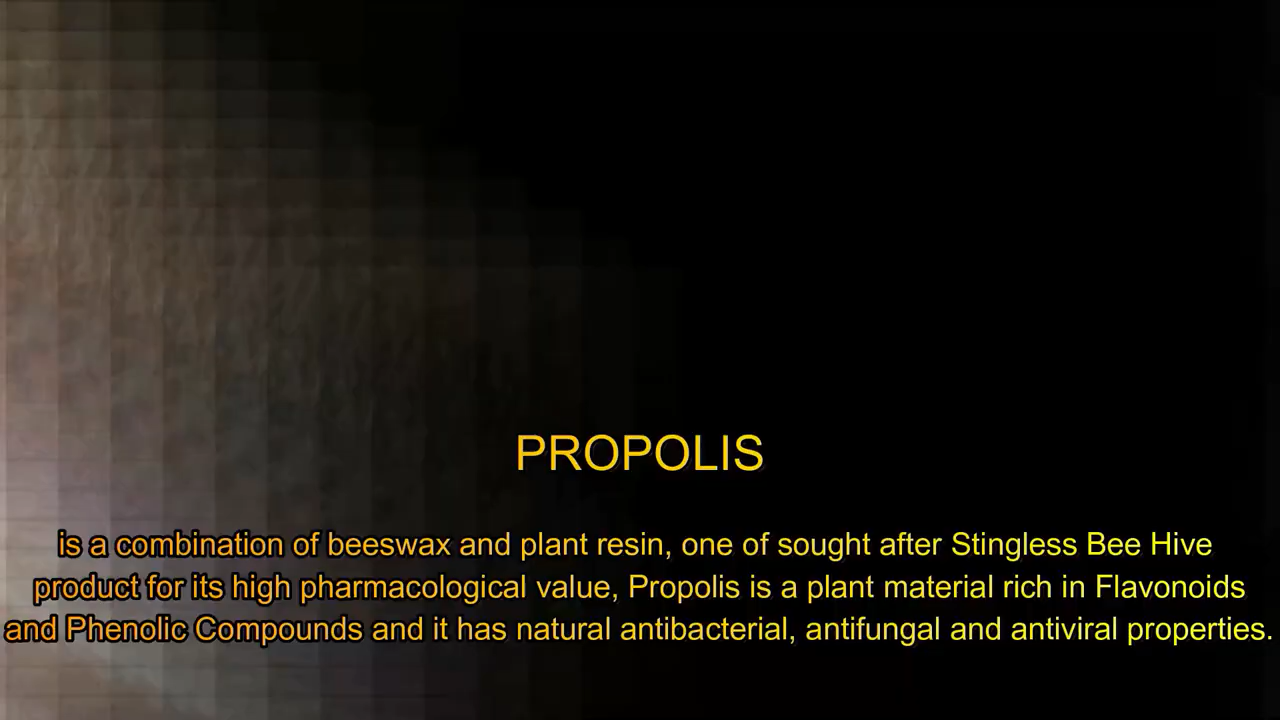 PROPOLIS
is a combination of beeswax and plant resin, one of sought after Stingless Bee Hive
product for its high pharmacological value, Propolis is a plant material rich in Flavonoids
and Phenolic Compounds and it has natural antibacterial, antifungal and antiviral properties.